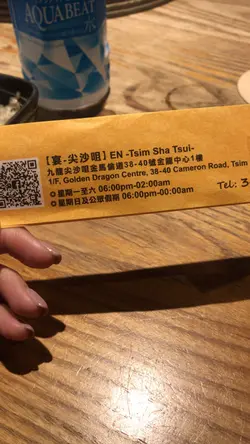 AQUABEAT
水
[宴-尖沙咀] EN -Tsim Sha Tsui-
九龍尖沙咀金馬倫道38-40號金龍中心1樓
1/F, Golden Dragon Centre, 38-40 Cameron Road, Tsim
星期一至六 06:00pm-02:00am
星期日及公眾假期 06:00pm-00:00am
Tel: 3